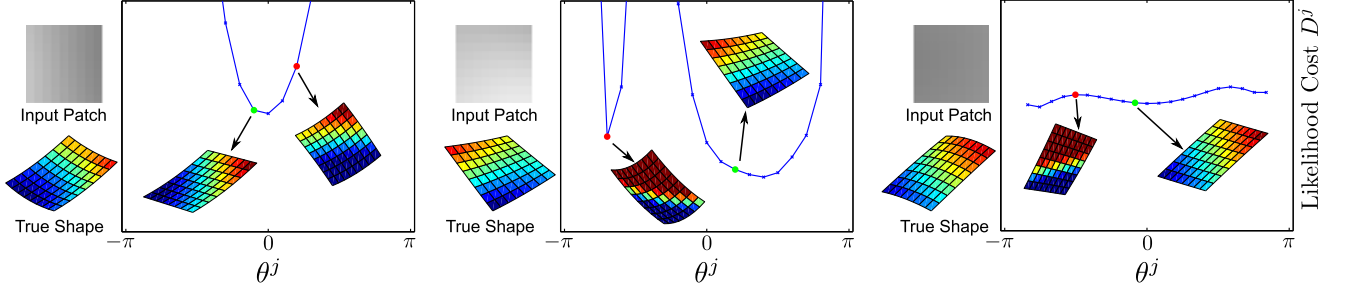 Input Patch
True Shape
−π 0 π
θ^j
Input Patch
True Shape
−π 0 π
θ^j
Input Patch
True Shape
−π 0 π
θ^j
Likelihood Cost D^j